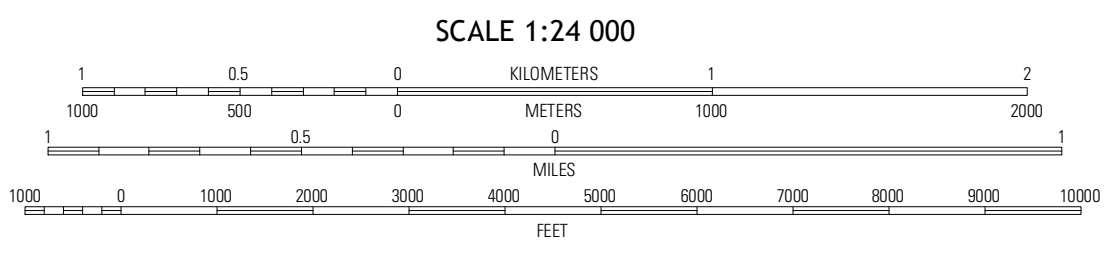 SCALE 1:24 000
1 0.5 0 KILOMETERS 1 2
1000 500 0 METERS 1000 2000
1 0.5 0 1
MILES
1000 0 1000 2000 3000 4000 5000 6000 7000 8000 9000 10000
FEET